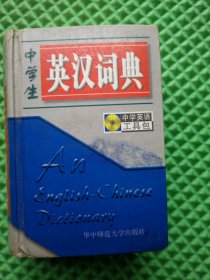 中学生
英汉词典
中学英语
工具包
An
English-Chinese
Dictionary
华中师范大学出版社